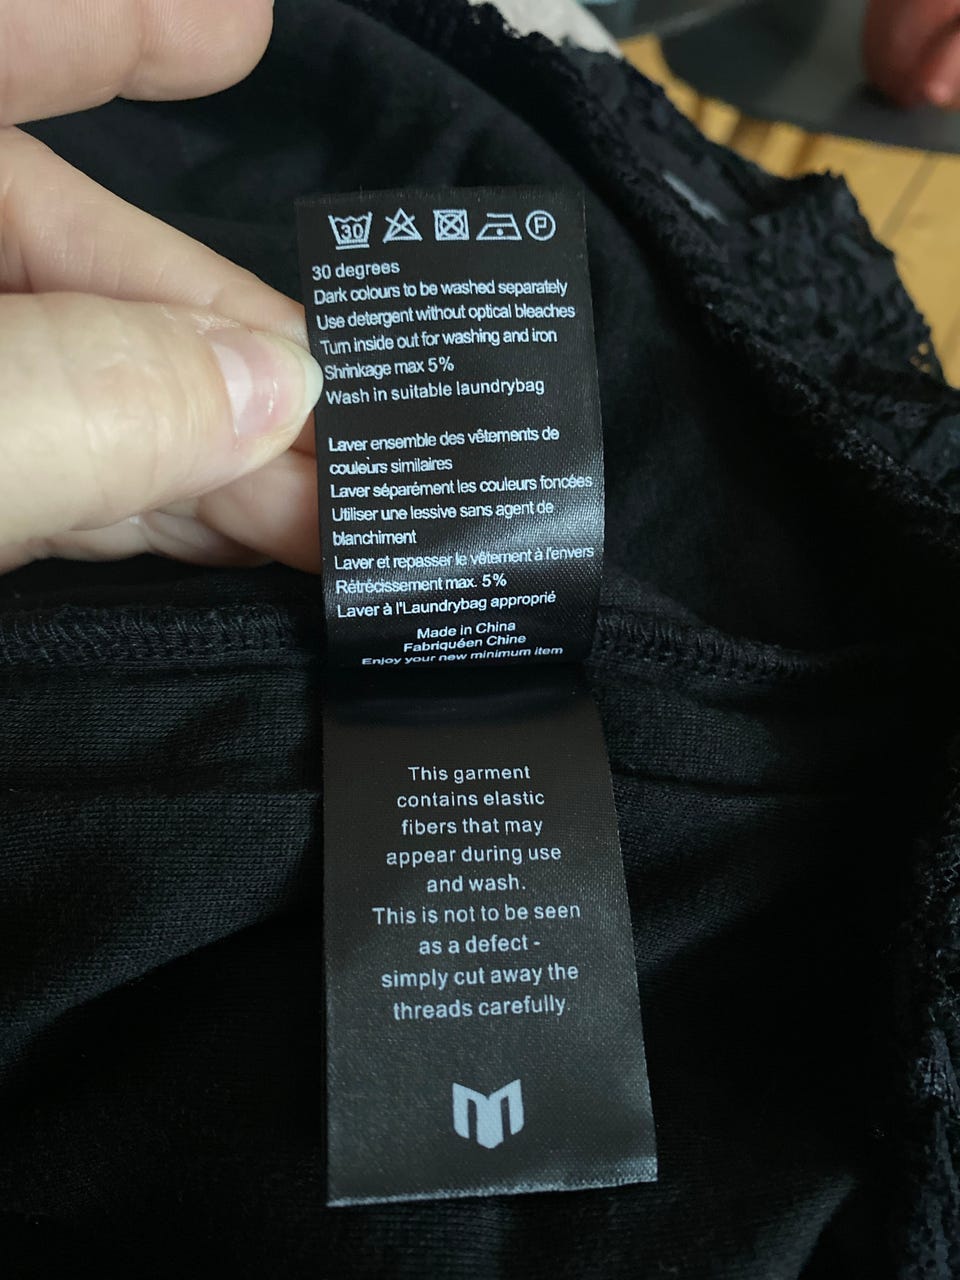 30
P
30 degrees
Dark colours to be washed separately
Use detergent without optical bleaches
Turn inside out for washing and iron
Shrinkage max 5%
Wash in suitable laundrybag
Laver ensemble des vêtements de
couleurs similaires
Laver séparément les couleurs foncées
Utiliser une lessive sans agent de
blanchiment
Laver et repasser le vêtement à l'envers
Rétrécissement max. 5%
Laver à l'Laundrybag approprié
Made in China
Fabriquéen Chine
Enjoy your new minimum item
This garment
contains elastic
fibers that may
appear during use
and wash.
This is not to be seen
as a defect -
simply cut away the
threads carefully.